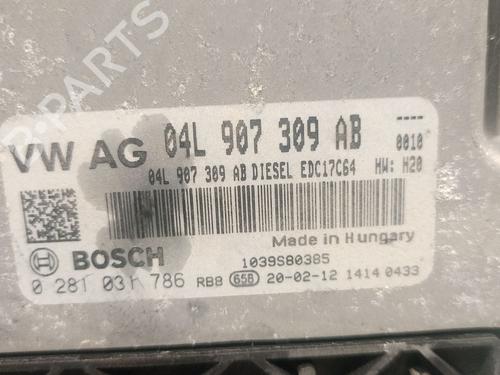 VW AG 04L 907 309 AB ----
0010
04L 907 309 AB DIESEL EDC17C64 HW: H20
Made in Hungary
BOSCH 1039S80385
0 281 031 786 RB8 65B 20-02-12 1414 0433